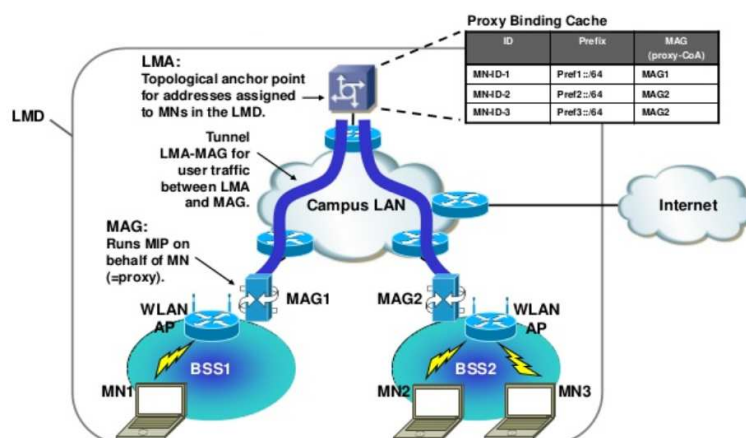 Proxy Binding Cache
ID Prefix MAG
(proxy-CoA)
MN-ID-1 Pref1::/64 MAG1
MN-ID-2 Pref2::/64 MAG2
MN-ID-3 Pref3::/64 MAG2
LMA:
Topological anchor point
for addresses assigned
to MNs in the LMD.
LMD
Tunnel
LMA-MAG for
user traffic
between LMA
and MAG.
Campus LAN
Internet
MAG:
Runs MIP on
behalf of MN
(=proxy).
MAG1
MAG2
WLAN
AP
WLAN
AP
BSS1
BSS2
MN1
MN2
MN3